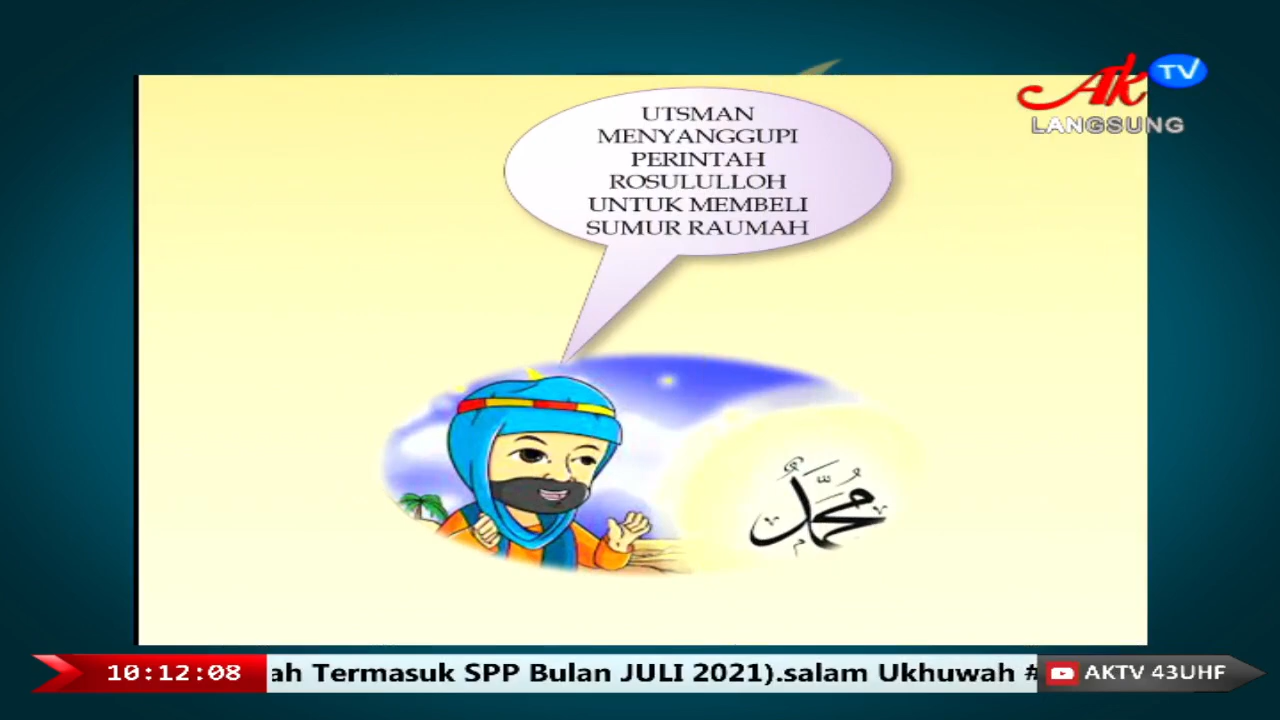 UTSMAN
MENYANGGUPI
PERINTAH
ROSULULLOH
UNTUK MEMBELI
SUMUR RAUMAH
Ak TV
LANGSUNG
محمد
10:12:08
ah Termasuk SPP Bulan JULI 2021).salam Ukhuwah #
AKTV 43UHF